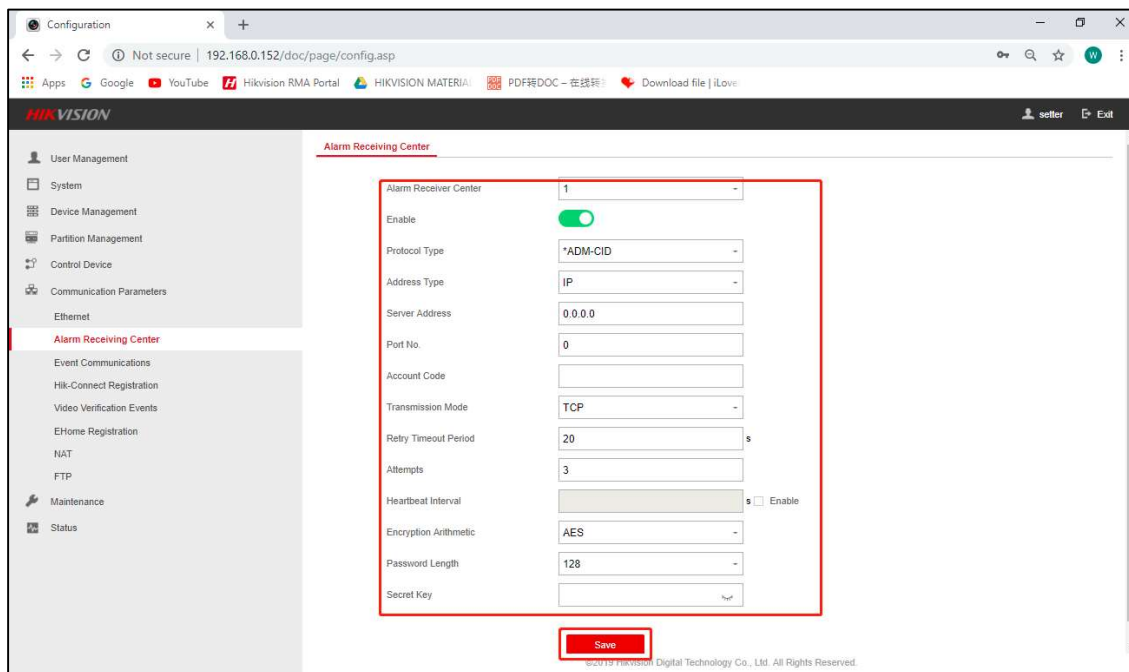 Configuration
Not secure | 192.168.0.152/doc/page/config.asp
W
Apps Google YouTube Hikvision RMA Portal HIKVISION MATERIAL PDF转DOC – 在线转 Download file | iLove
HIKVISION setter Exit
Alarm Receiving Center
User Management
System
Device Management
Partition Management
Control Device
Communication Parameters
Ethernet
Alarm Receiving Center
Event Communications
Hik-Connect Registration
Video Verification Events
EHome Registration
NAT
FTP
Maintenance
Status
Alarm Receiver Center 1
Enable
Protocol Type *ADM-CID
Address Type IP
Server Address 0.0.0.0
Port No. 0
Account Code
Transmission Mode TCP
Retry Timeout Period 20 s
Attempts 3
Heartbeat Interval s Enable
Encryption Arithmetic AES
Password Length 128
Secret Key
Save
©2019 Hikvision Digital Technology Co., Ltd. All Rights Reserved.